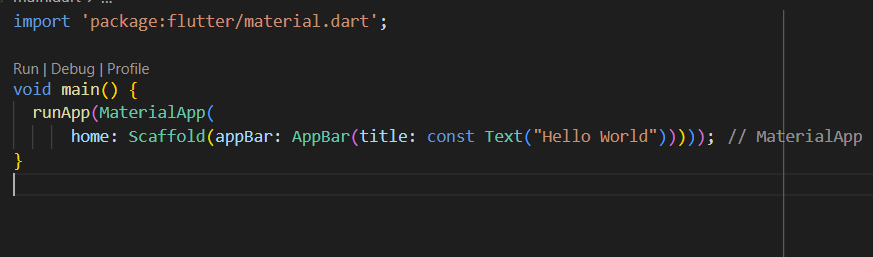 import 'package:flutter/material.dart';
Run | Debug | Profile
void main() {
runApp(MaterialApp(
home: Scaffold(appBar: AppBar(title: const Text("Hello World"))))); // MaterialApp
}